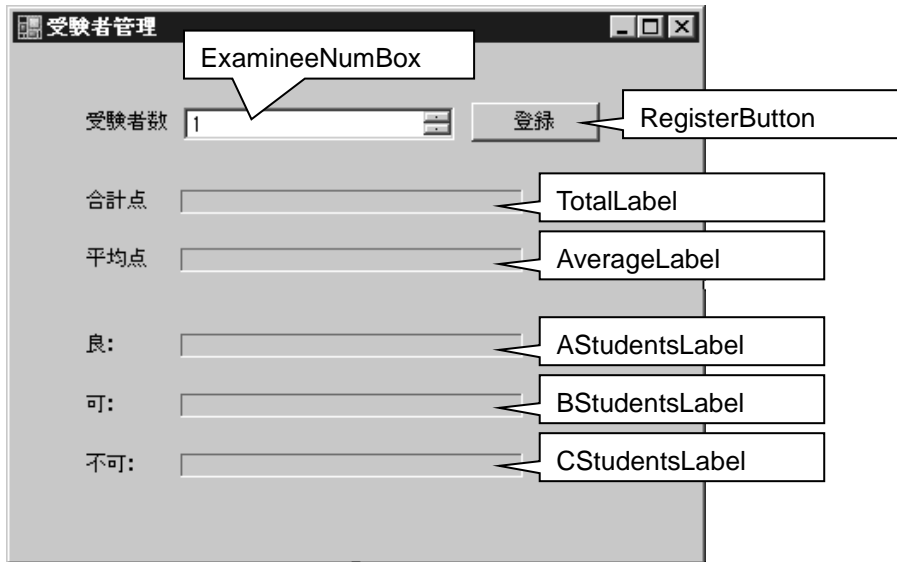 受験者管理
ExamineeNumBox
受験者数 1 登録 RegisterButton
合計点 TotalLabel
平均点 AverageLabel
良: AStudentsLabel
可: BStudentsLabel
不可: CStudentsLabel